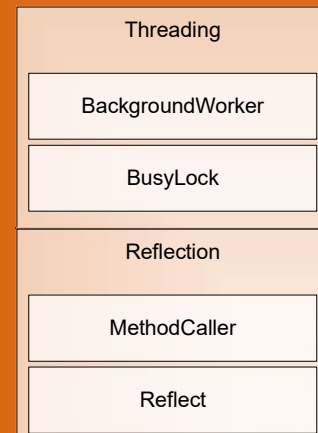 Threading
BackgroundWorker
BusyLock
Reflection
MethodCaller
Reflect